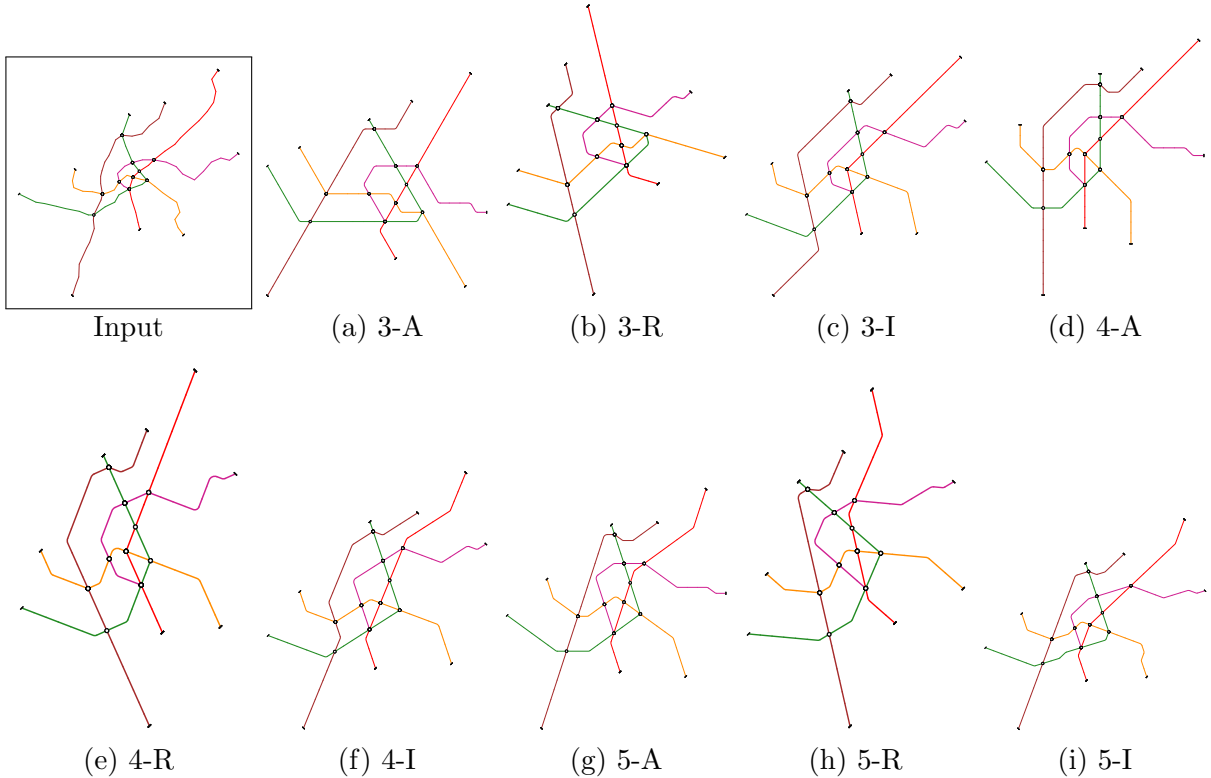 Input
(a) 3-A
(b) 3-R
(c) 3-I
(d) 4-A
(e) 4-R
(f) 4-I
(g) 5-A
(h) 5-R
(i) 5-I